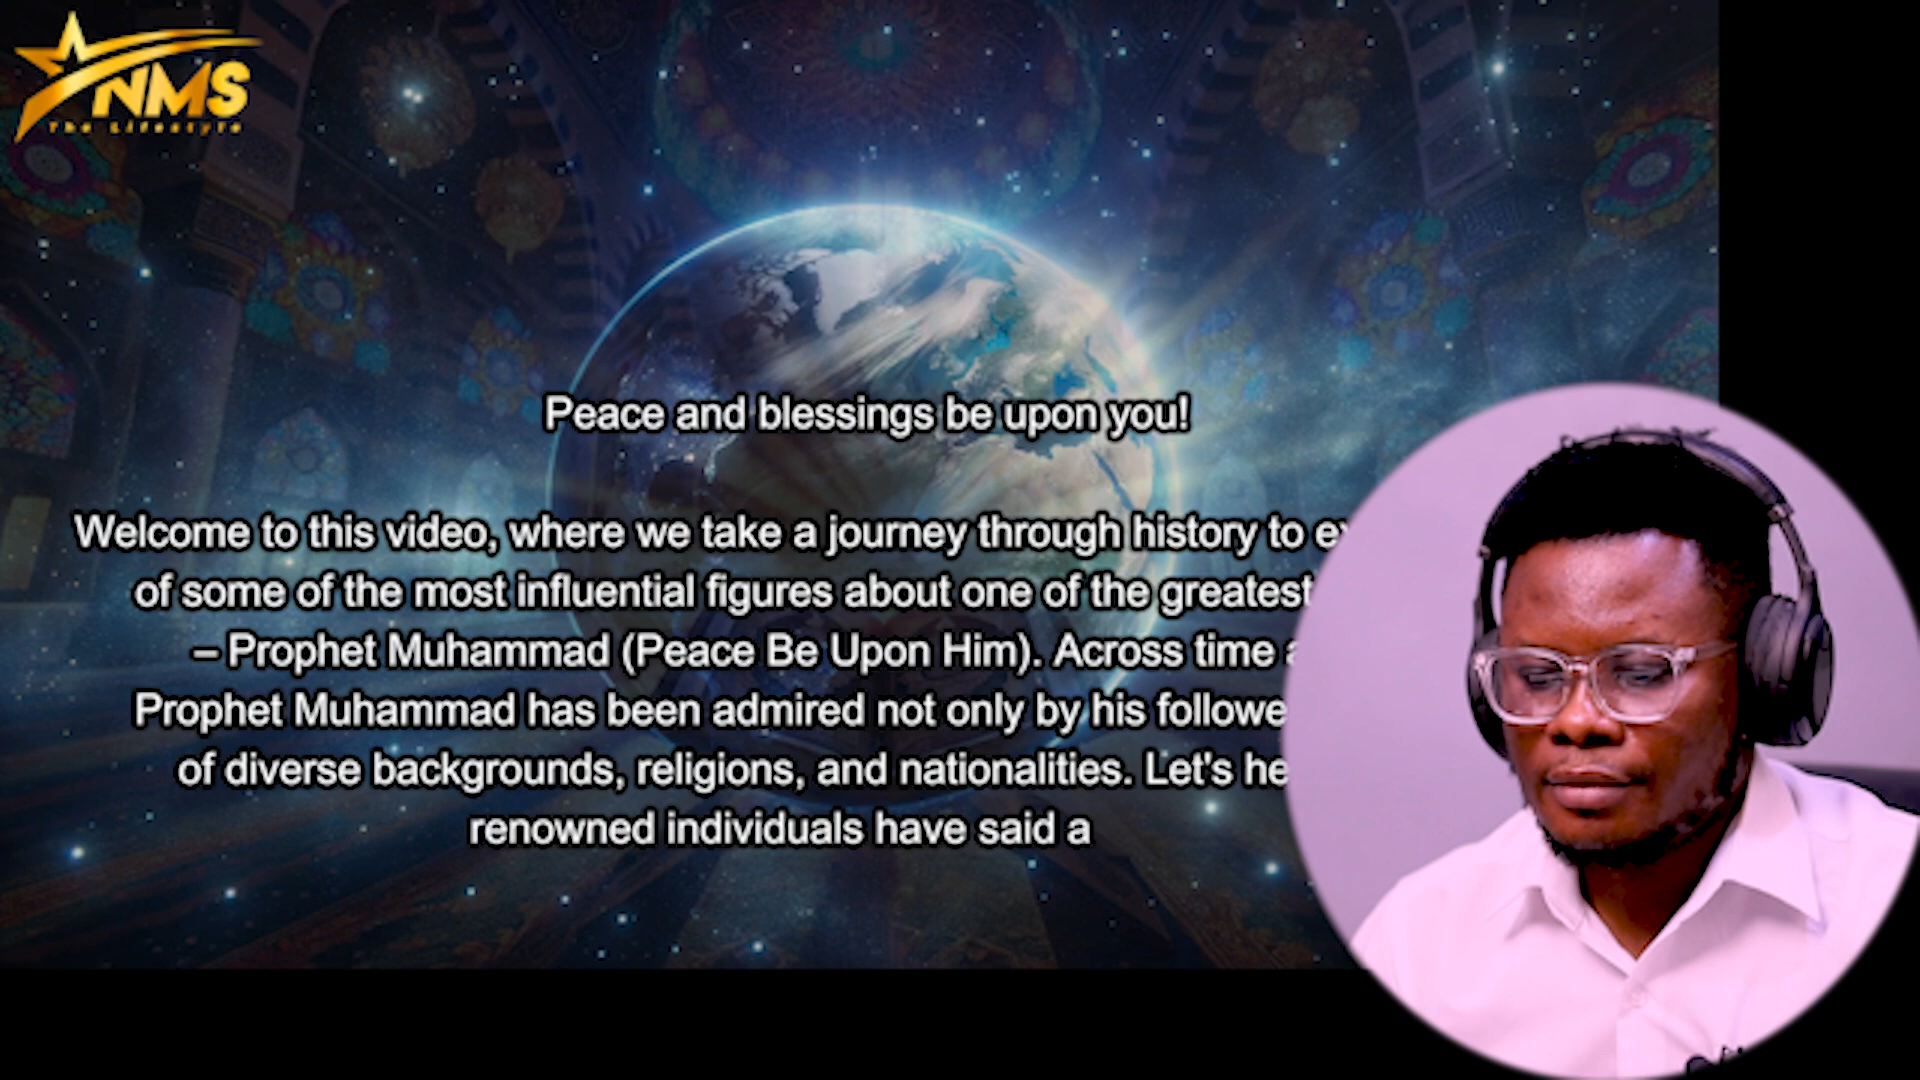 NMS
The Lifestyle
Peace and blessings be upon you!
Welcome to this video, where we take a journey through history to
of some of the most influential figures about one of the greatest
– Prophet Muhammad (Peace Be Upon Him). Across time
Prophet Muhammad has been admired not only by his
of diverse backgrounds, religions, and nationalities. Let's
renowned individuals have said a